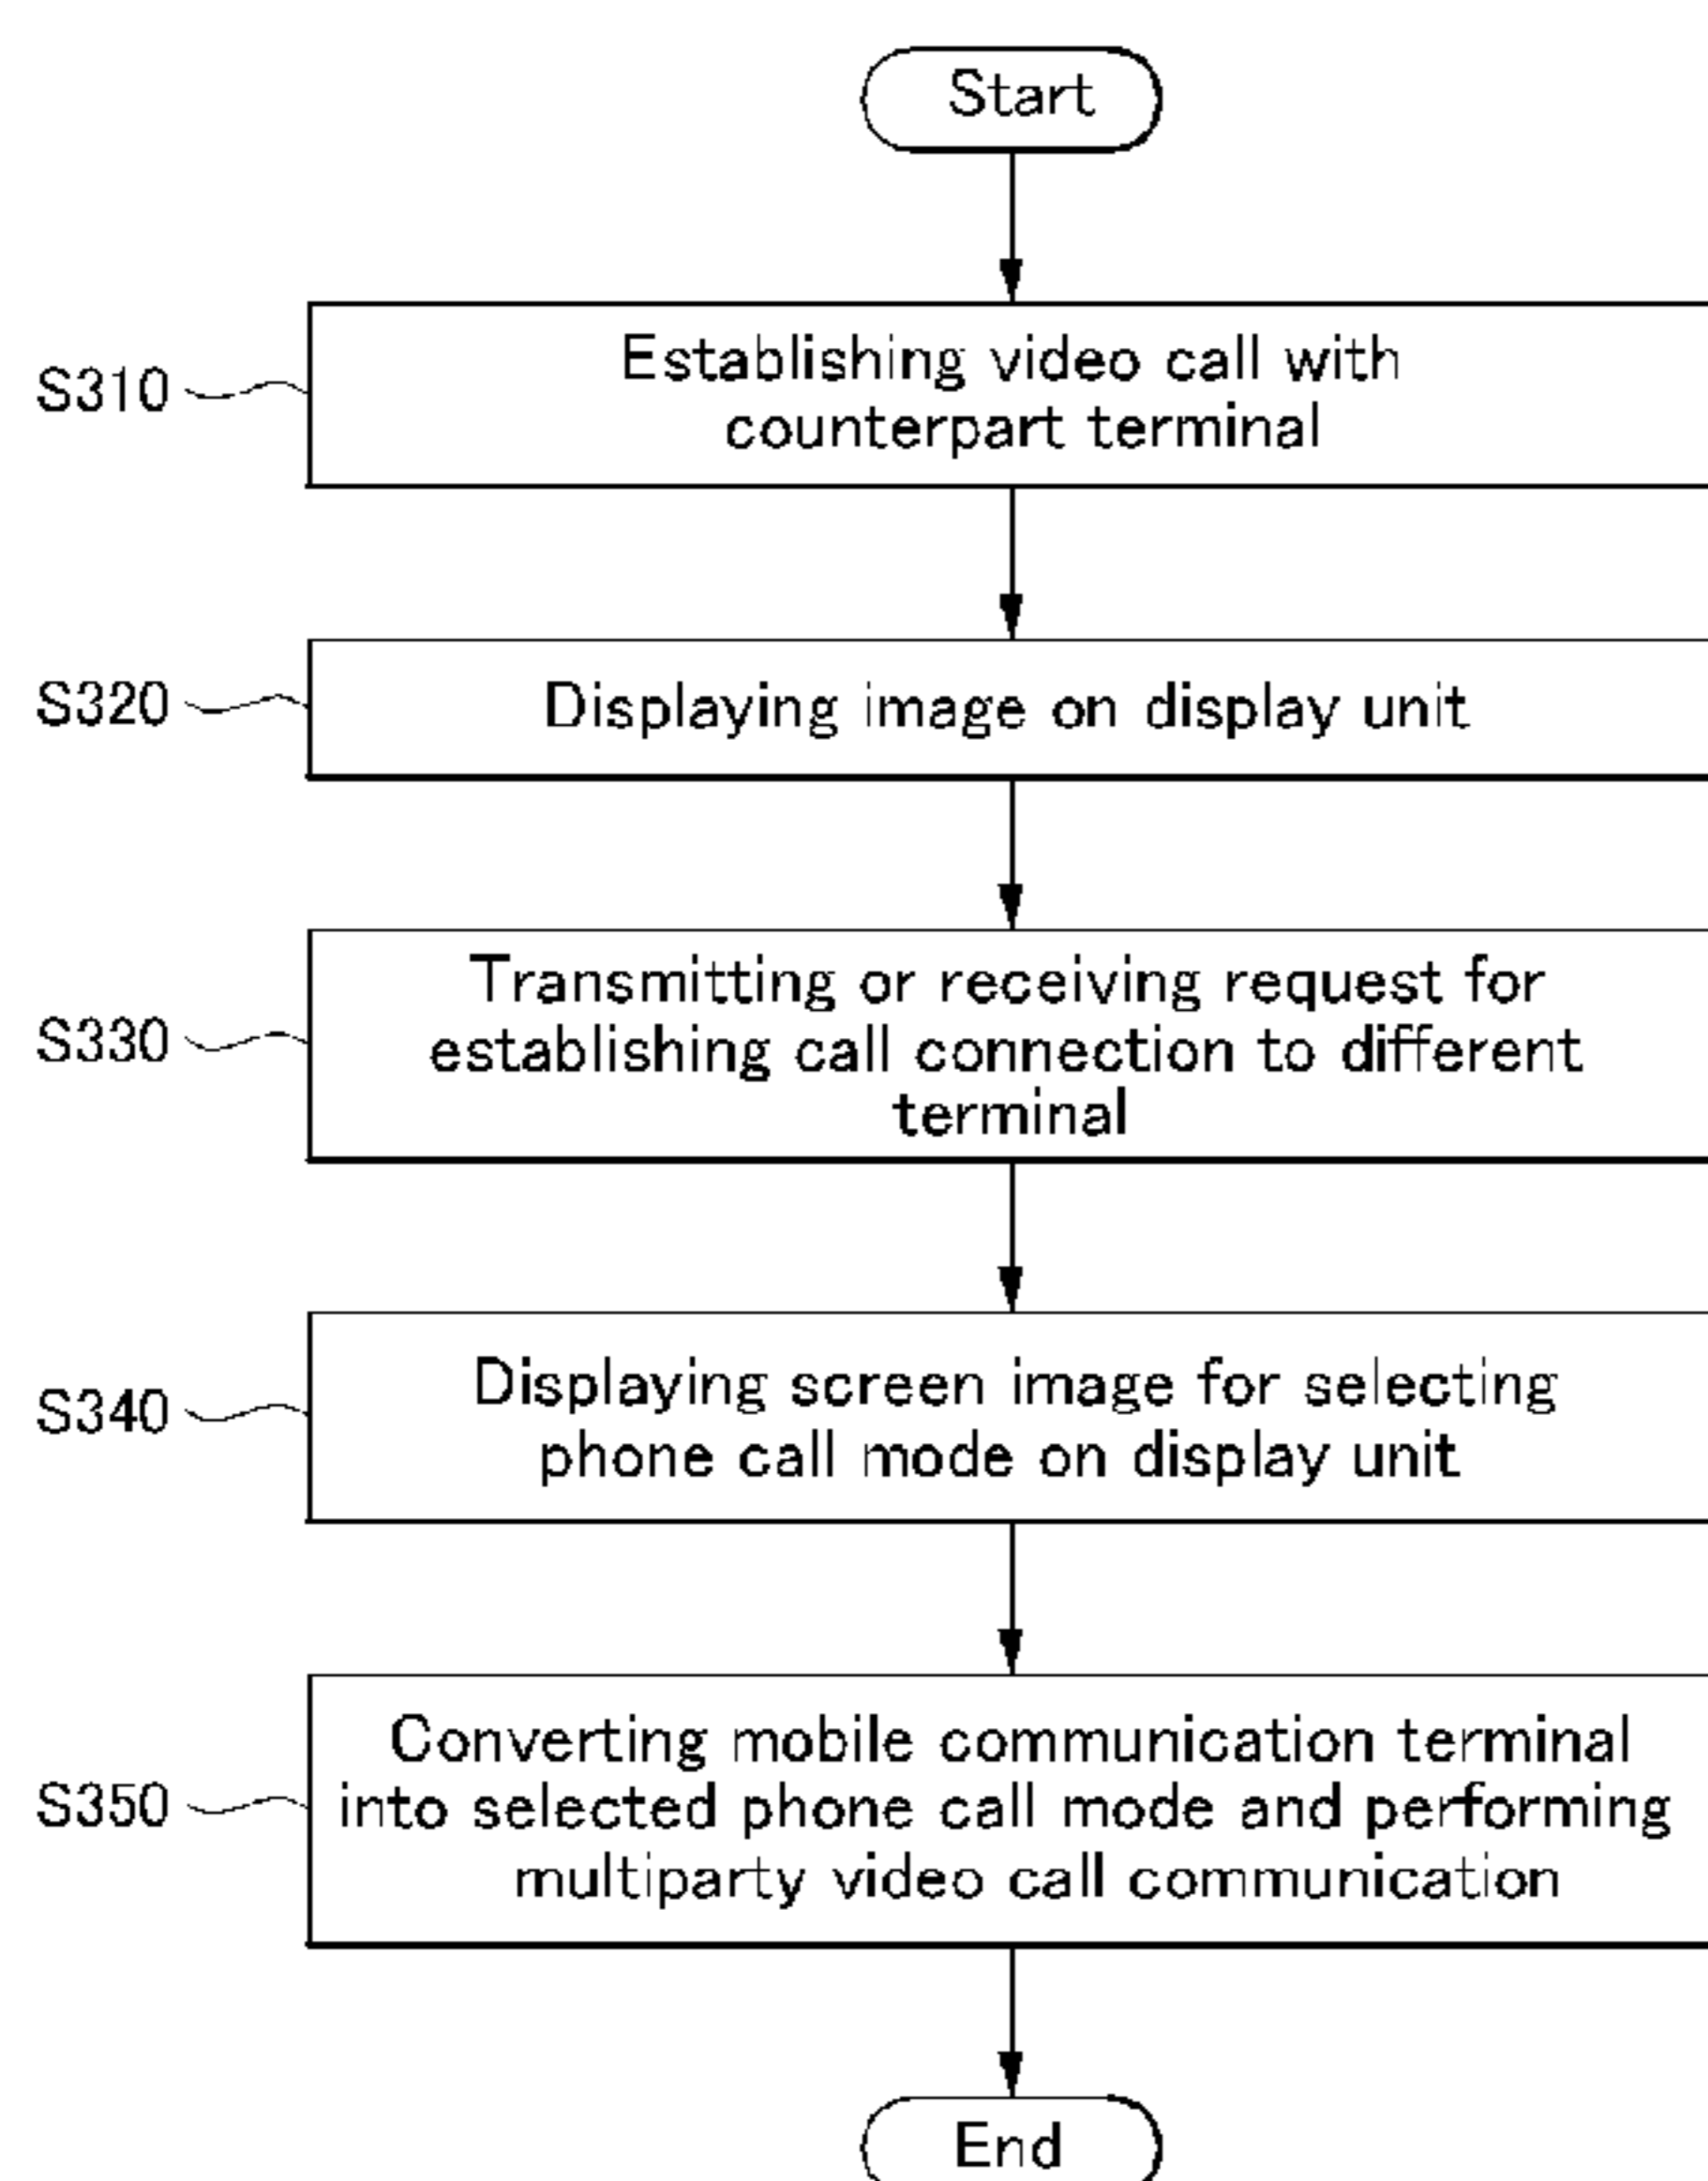 Start
S310
Establishing video call with
counterpart terminal
S320
Displaying image on display unit
S330
Transmitting or receiving request for
establishing call connection to different
terminal
S340
Displaying screen image for selecting
phone call mode on display unit
S350
Converting mobile communication terminal
into selected phone call mode and performing
multiparty video call communication
End